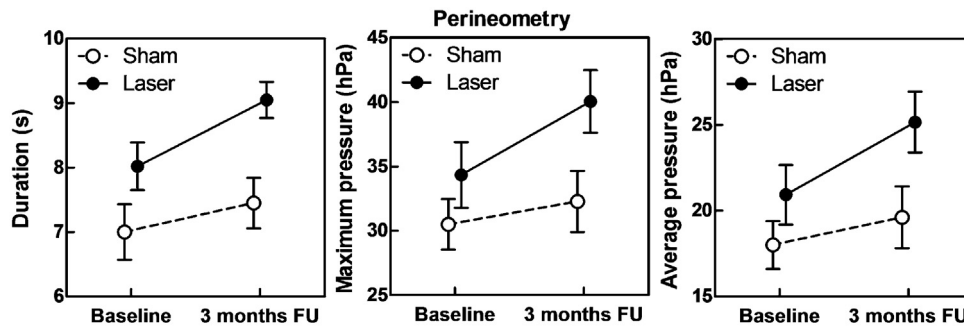 Perineometry
Duration (s)
10
9
8
7
6
Sham
Laser
Baseline
3 months FU
Maximum pressure (hPa)
45
40
35
30
25
Sham
Laser
Baseline
3 months FU
Average pressure (hPa)
30
25
20
15
Sham
Laser
Baseline
3 months FU